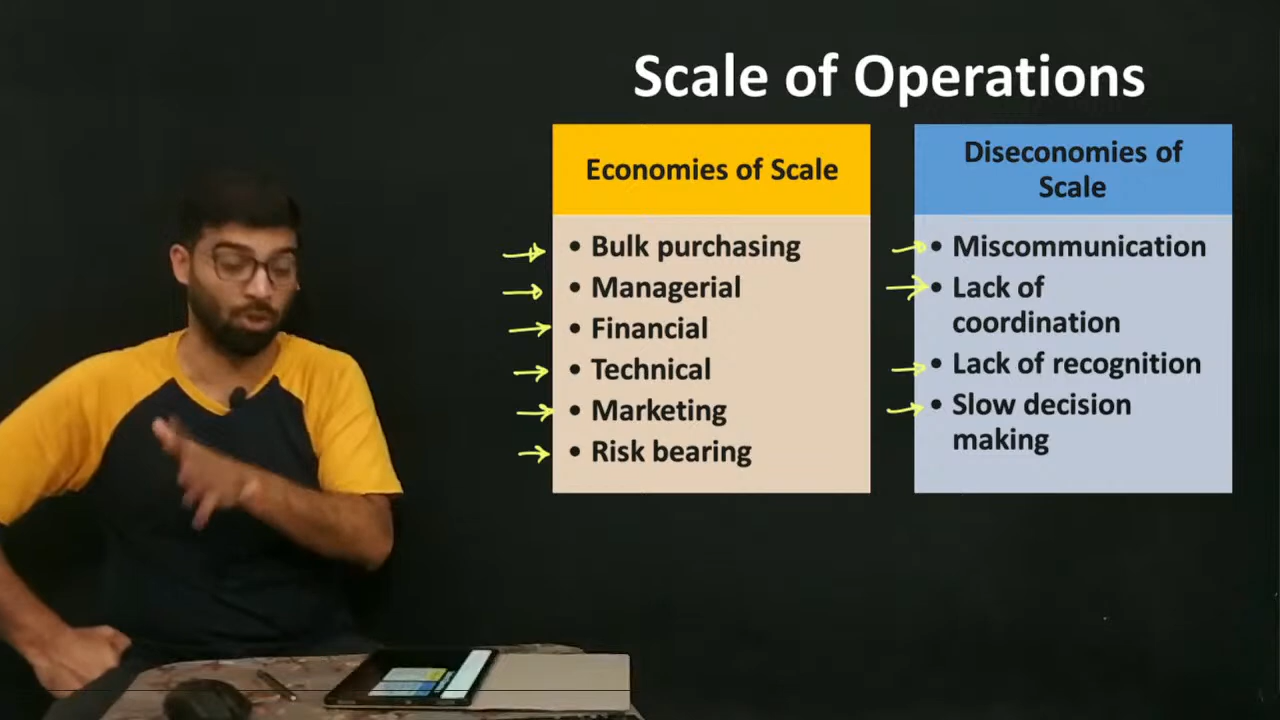 Scale of Operations
Economies of Scale
• Bulk purchasing
• Managerial
• Financial
• Technical
• Marketing
• Risk bearing
Diseconomies of
Scale
• Miscommunication
• Lack of
coordination
• Lack of recognition
• Slow decision
making